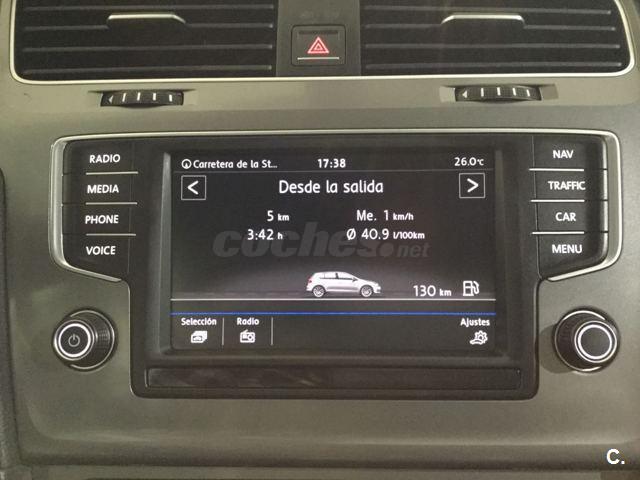 RADIO
MEDIA
PHONE
VOICE
Carretera de la St... 17:38 26.0°C
< Desde la salida >
5 km Me. 1 km/h
3:42 h Ø 40.9 l/100km
coches.net
130 km
Selección Radio Ajustes
NAV
TRAFFIC
CAR
MENU
C.